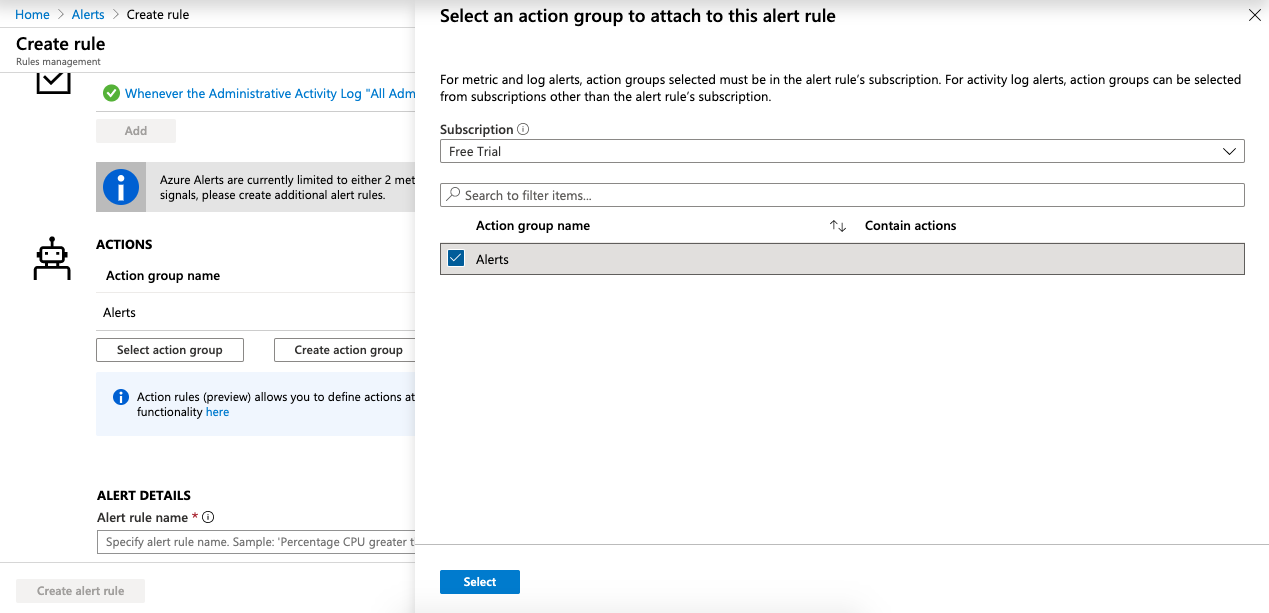 Home > Alerts > Create rule
Create rule
Rules management
Whenever the Administrative Activity Log "All Adm
Add
Azure Alerts are currently limited to either 2 met
signals, please create additional alert rules.
ACTIONS
Action group name
Alerts
Select action group
Create action group
Action rules (preview) allows you to define actions at
functionality here
ALERT DETAILS
Alert rule name *
Specify alert rule name. Sample: 'Percentage CPU greater t
Create alert rule
Select an action group to attach to this alert rule
For metric and log alerts, action groups selected must be in the alert rule's subscription. For activity log alerts, action groups can be selected
from subscriptions other than the alert rule's subscription.
Subscription
Free Trial
Search to filter items...
Action group name
Contain actions
Alerts
Select